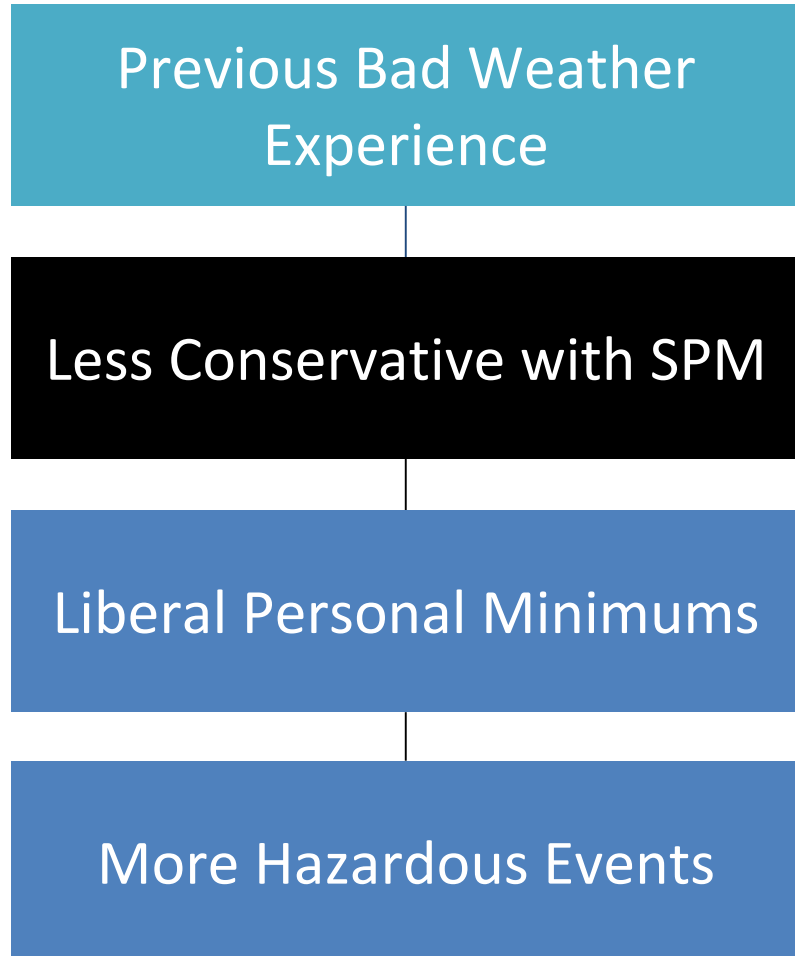 Previous Bad Weather
Experience
Less Conservative with SPM
Liberal Personal Minimums
More Hazardous Events